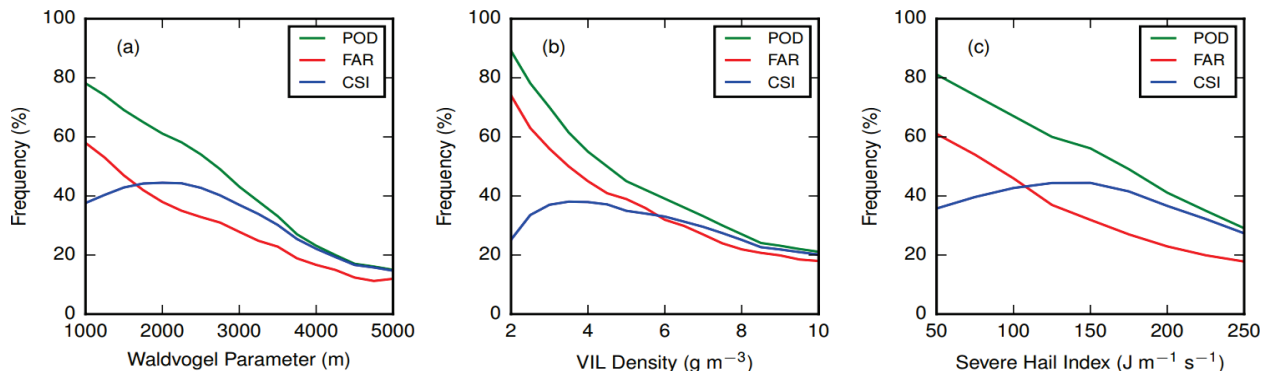 100
80
60
40
20
0
Frequency (%)
(a)
POD
FAR
CSI
1000 2000 3000 4000 5000
Waldvogel Parameter (m)
100
80
60
40
20
0
Frequency (%)
(b)
POD
FAR
CSI
2 4 6 8 10
VIL Density (g m⁻³)
100
80
60
40
20
0
Frequency (%)
(c)
POD
FAR
CSI
50 100 150 200 250
Severe Hail Index (J m⁻¹ s⁻¹)